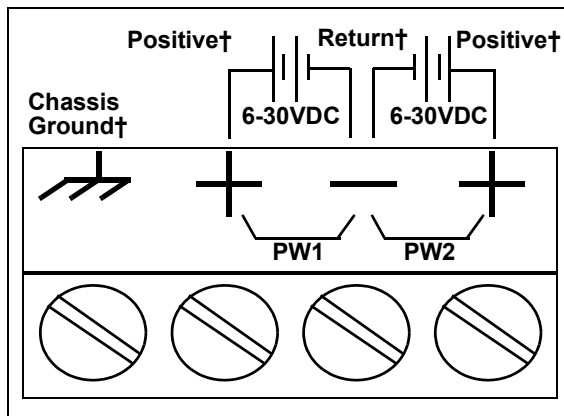 Positive† Return† Positive†
Chassis
Ground†
6-30VDC 6-30VDC
PW1 PW2